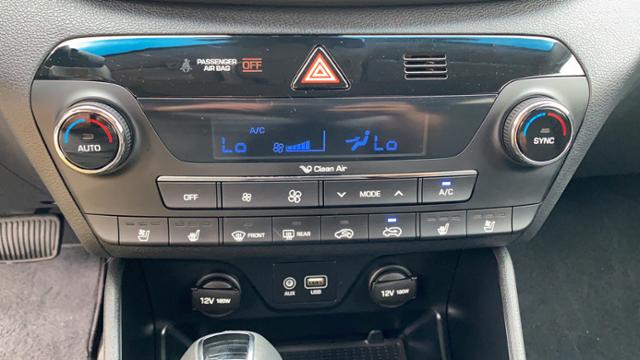 PASSENGER
AIR BAG OFF
A/C
Lo Lo
Clean Air
AUTO
SYNC
OFF MODE A/C
FRONT REAR
12V 180W AUX USB 12V 180W